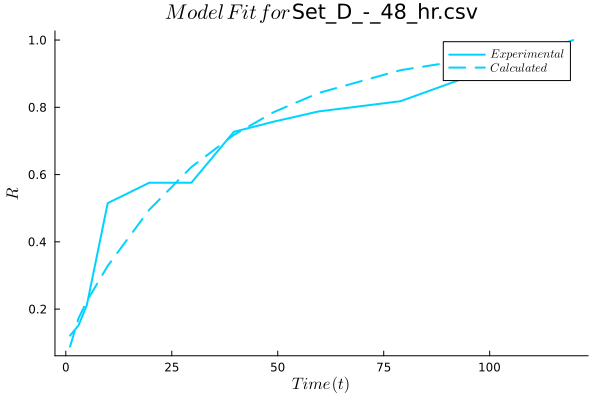 Model Fit for Set_D_-_48_hr.csv
R
1.0
0.8
0.6
0.4
0.2
Experimental
Calculated
0 25 50 75 100
Time(t)